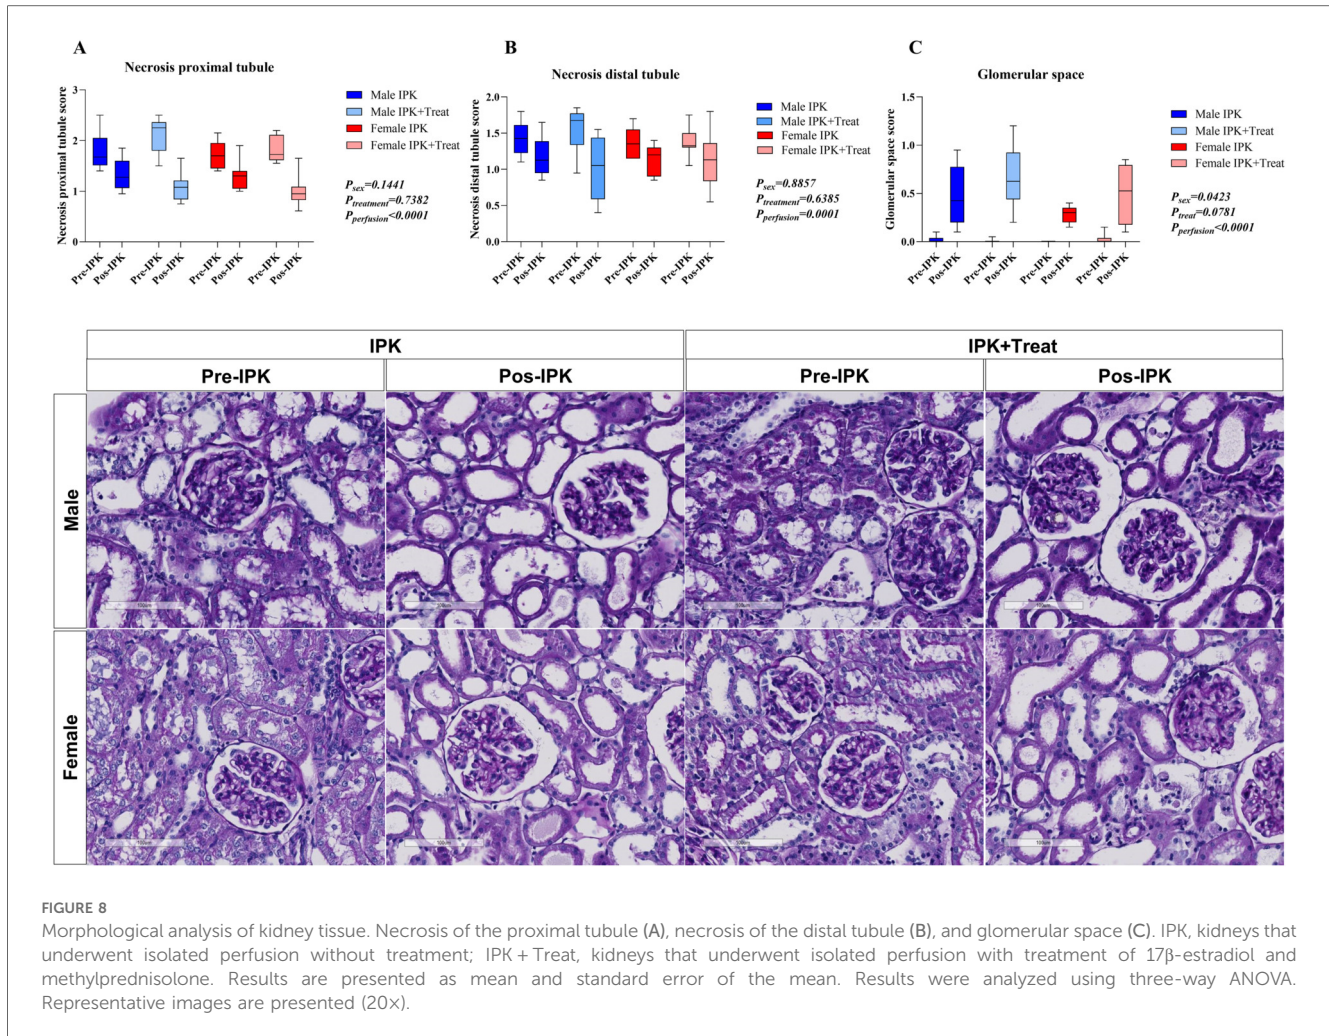 A
Necrosis proximal tubule
Necrosis proximal tubule score
3
2
1
0
Pre-IPK
Pos-IPK
Pre-IPK
Pos-IPK
Pre-IPK
Pos-IPK
Pre-IPK
Pos-IPK
Male IPK
Male IPK+Treat
Female IPK
Female IPK+Treat
Psex=0.1441
Ptreatment=0.7382
Pperfusion<0.0001
B
Necrosis distal tubule
Necrosis distal tubule score
2.0
1.5
1.0
0.5
0.0
Pre-IPK
Pos-IPK
Pre-IPK
Pos-IPK
Pre-IPK
Pos-IPK
Pre-IPK
Pos-IPK
Male IPK
Male IPK+Treat
Female IPK
Female IPK+Treat
Psex=0.8857
Ptreatment=0.6385
Pperfusion=0.0001
C
Glomerular space
Glomerular space score
1.5
1.0
0.5
0.0
Pre-IPK
Pos-IPK
Pre-IPK
Pos-IPK
Pre-IPK
Pos-IPK
Pre-IPK
Pos-IPK
Male IPK
Male IPK+Treat
Female IPK
Female IPK+Treat
Psex=0.0423
Ptreat=0.0781
Pperfusion<0.0001
IPK
IPK+Treat
Pre-IPK
Pos-IPK
Pre-IPK
Pos-IPK
Male
100um
100um
100um
100um
Female
100um
100um
100um
100um
FIGURE 8
Morphological analysis of kidney tissue. Necrosis of the proximal tubule (A), necrosis of the distal tubule (B), and glomerular space (C). IPK, kidneys that
underwent isolated perfusion without treatment; IPK + Treat, kidneys that underwent isolated perfusion with treatment of 17β-estradiol and
methylprednisolone. Results are presented as mean and standard error of the mean. Results were analyzed using three-way ANOVA.
Representative images are presented (20×).